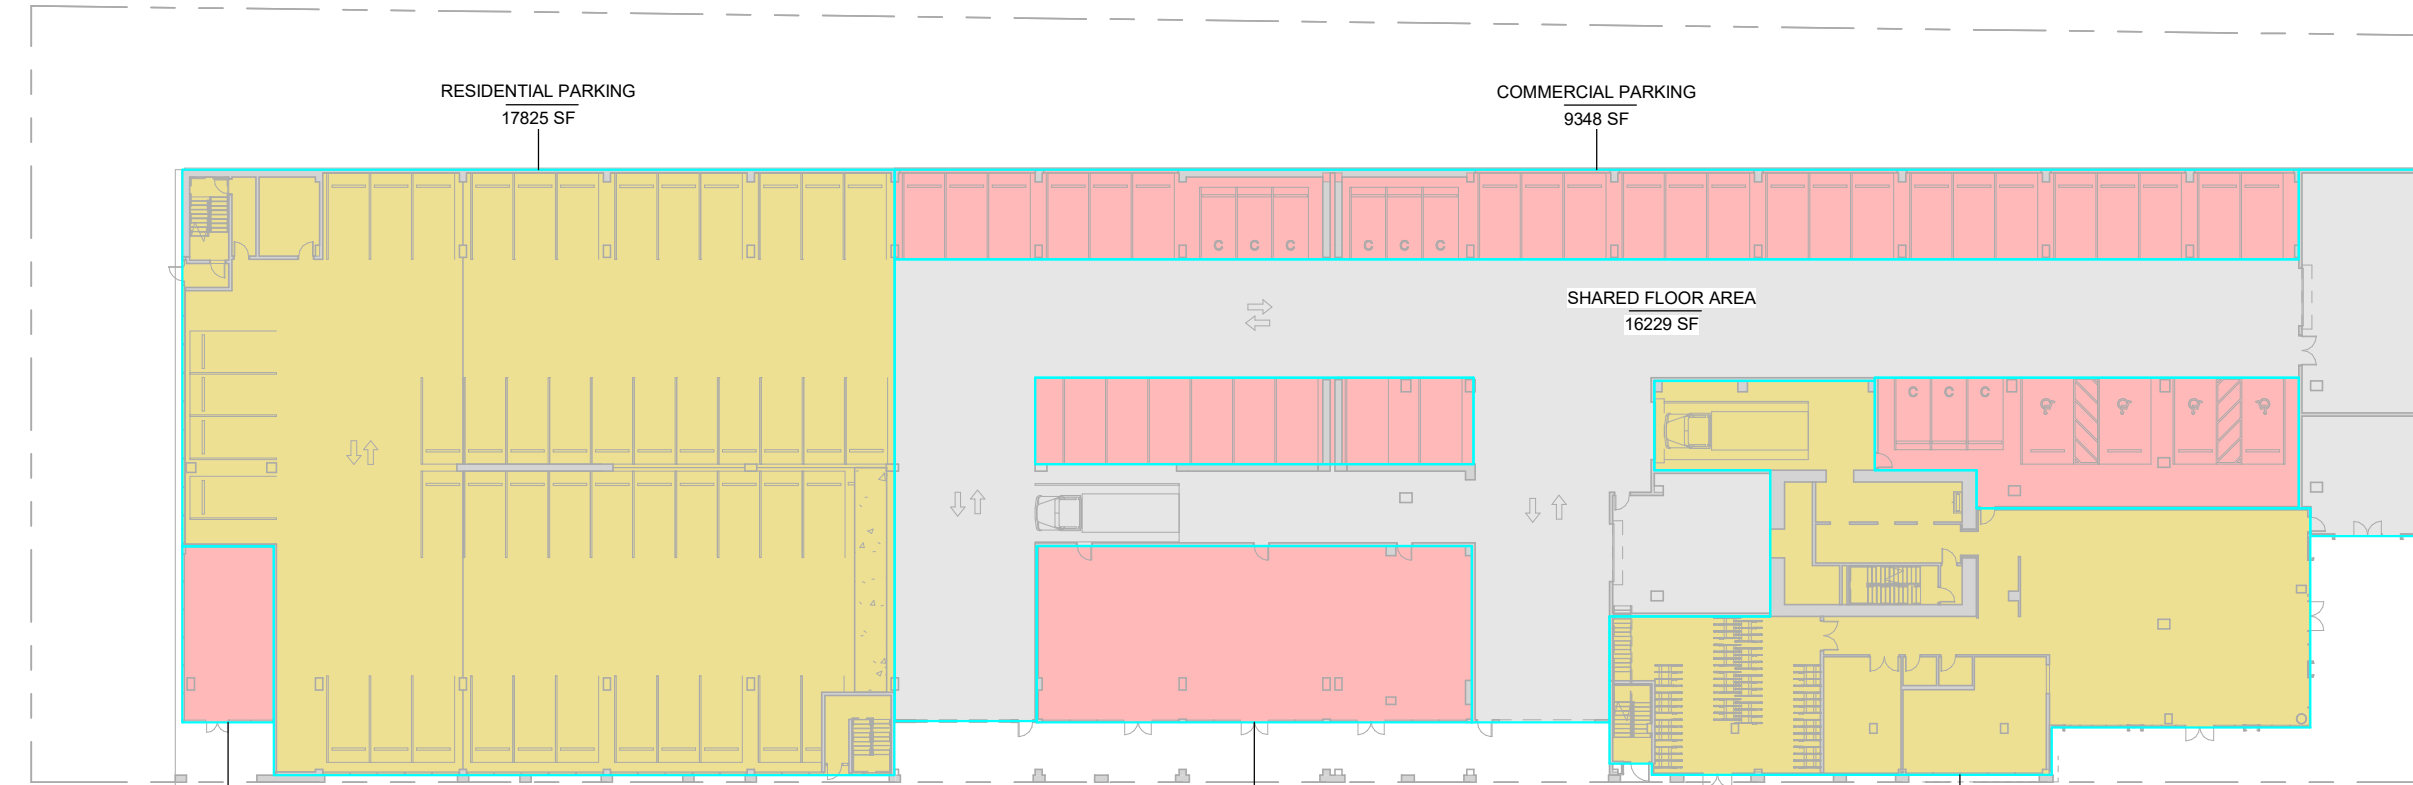 RESIDENTIAL PARKING
17825 SF
COMMERCIAL PARKING
9348 SF
C C C
C C C
SHARED FLOOR AREA
16229 SF
C C C